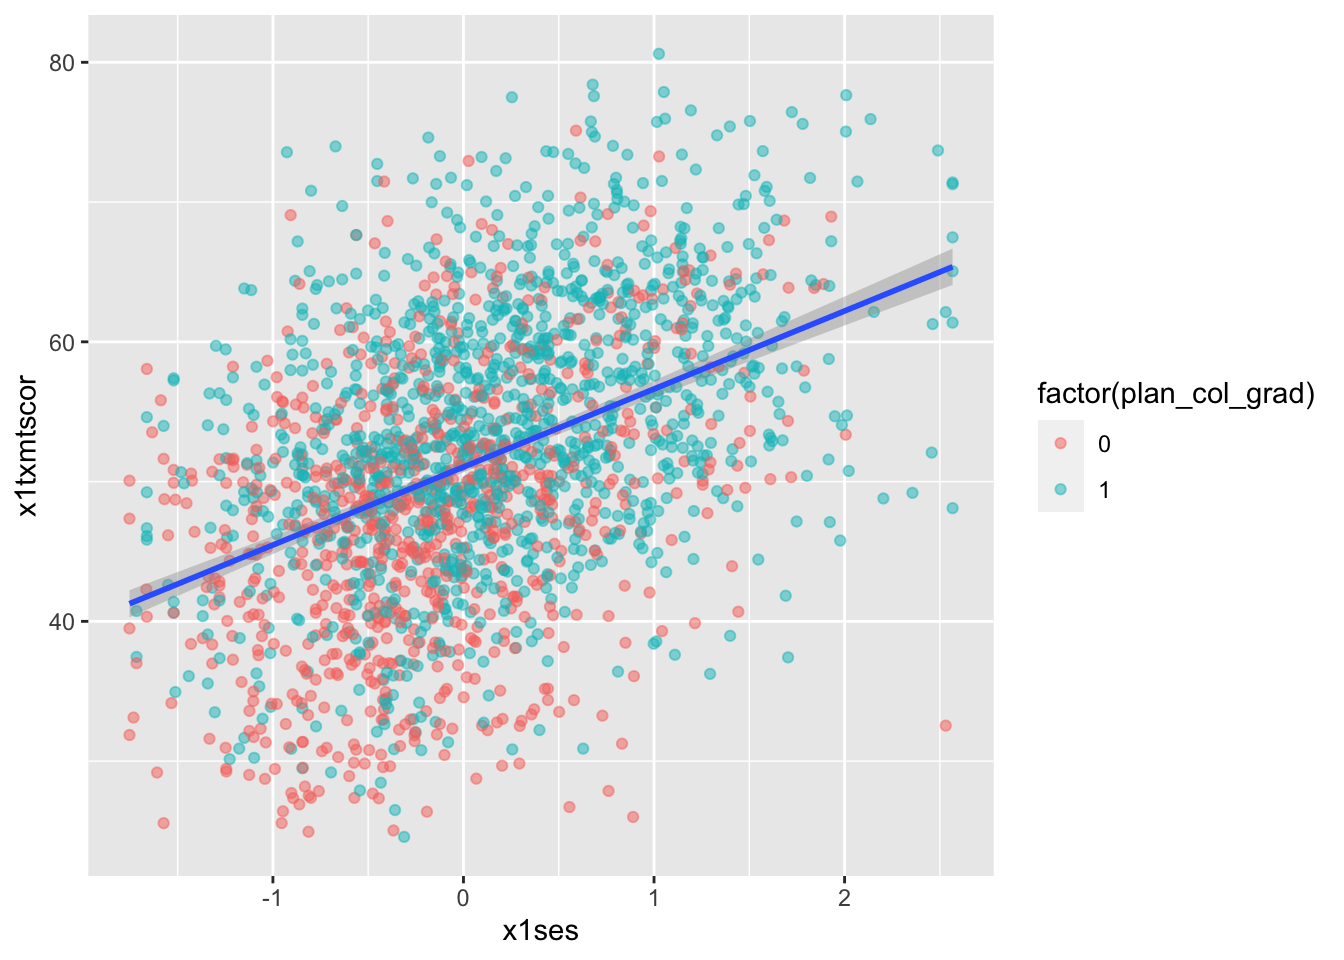 80
60
40
-1 0 1 2
x1ses
x1txmtscor
factor(plan_col_grad)
0
1